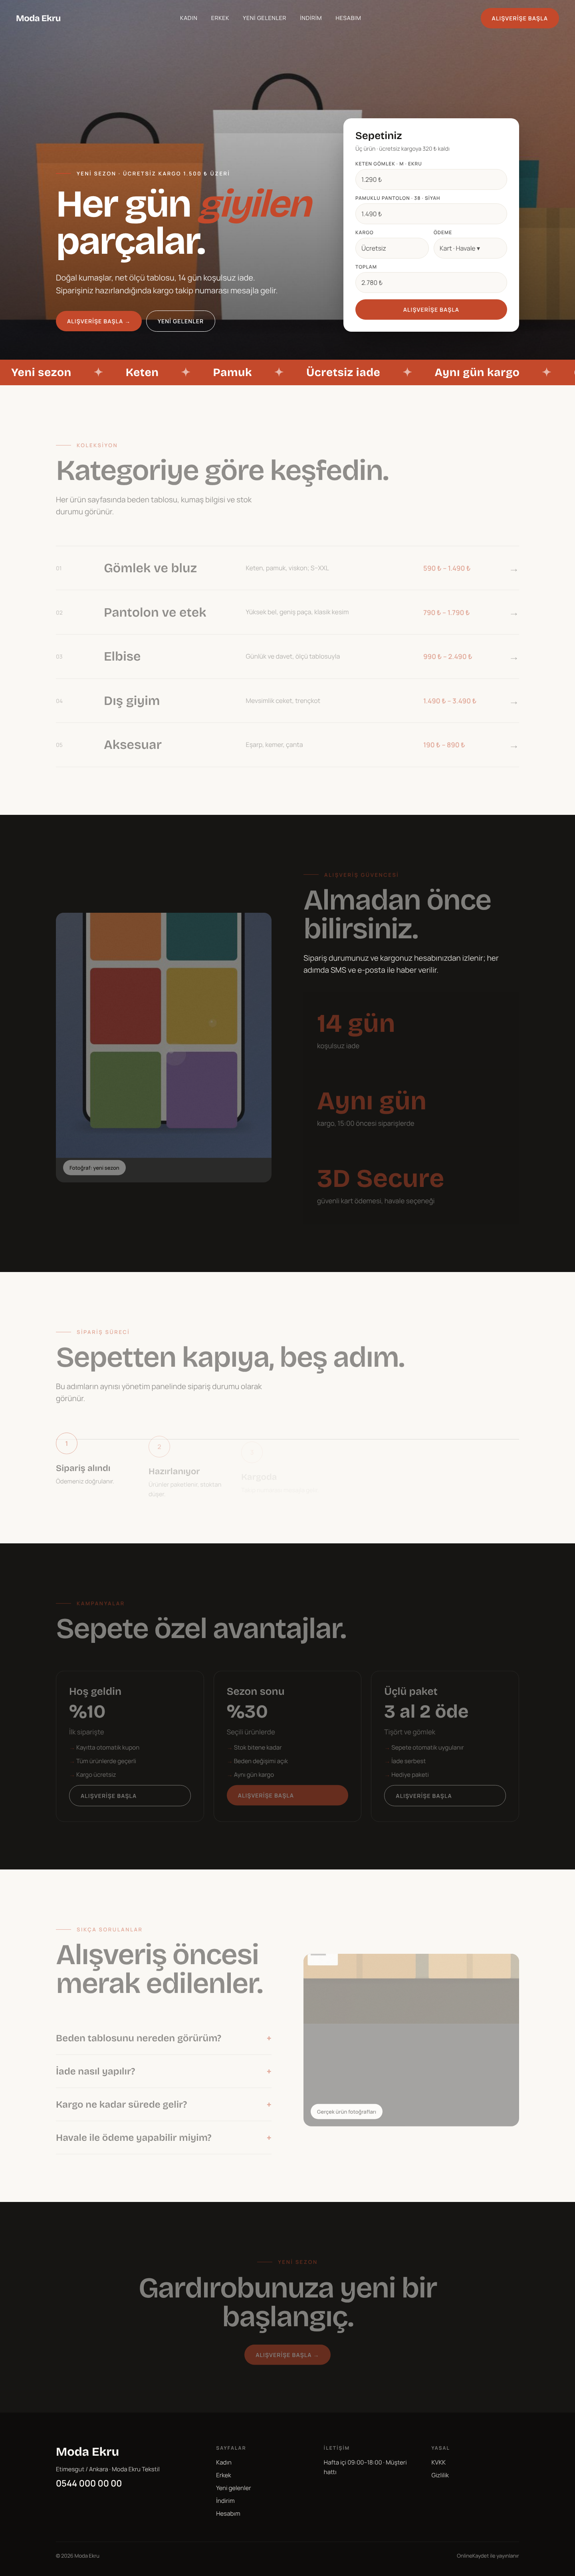 Moda Ekru
KADIN
ERKEK
YENİ GELENLER
İNDİRİM
HESABIM
ALIŞVERİŞE BAŞLA
YENİ SEZON · ÜCRETSİZ KARGO 1.500 ₺ ÜZERİ
Her gün giyilen
parçalar.
Doğal kumaşlar, net ölçü tablosu, 14 gün koşulsuz iade.
Siparişiniz hazırlandığında kargo takip numarası mesajla gelir.
ALIŞVERİŞE BAŞLA →
YENİ GELENLER
Sepetiniz
Üç ürün · ücretsiz kargoya 320 ₺ kaldı
KETEN GÖMLEK · M · EKRU
1.290 ₺
PAMUKLU PANTOLON · 38 · SİYAH
1.490 ₺
KARGO
ÖDEME
Ücretsiz
Kart · Havale ▾
TOPLAM
2.780 ₺
ALIŞVERİŞE BAŞLA
Yeni sezon ✦ Keten ✦ Pamuk ✦ Ücretsiz iade ✦ Aynı gün kargo ✦
KOLEKSİYON
Kategoriye göre keşfedin.
Her ürün sayfasında beden tablosu, kumaş bilgisi ve stok
durumu görünür.
01 Gömlek ve bluz Keten, pamuk, viskon; S–XXL 590 ₺ – 1.490 ₺ →
02 Pantolon ve etek Yüksek bel, geniş paça, klasik kesim 790 ₺ – 1.790 ₺ →
03 Elbise Günlük ve davet, ölçü tablosuyla 990 ₺ – 2.490 ₺ →
04 Dış giyim Mevsimlik ceket, trençkot 1.490 ₺ – 3.490 ₺ →
05 Aksesuar Eşarp, kemer, çanta 190 ₺ – 890 ₺ →
ALIŞVERİŞ GÜVENCESİ
Almadan önce
bilirsiniz.
Sipariş durumunuz ve kargonuz hesabınızdan izlenir; her
adımda SMS ve e-posta ile haber verilir.
14 gün
koşulsuz iade
Aynı gün
kargo, 15:00 öncesi siparişlerde
3D Secure
güvenli kart ödemesi, havale seçeneği
Fotoğraf: yeni sezon
SİPARİŞ SÜRECİ
Sepetten kapıya, beş adım.
Bu adımların aynısı yönetim panelinde sipariş durumu olarak
görünür.
1
Sipariş alındı
Ödemeniz doğrulanır.
2
Hazırlanıyor
Ürünler paketlenir, stoktan
düşer.
Kargoda
KAMPANYALAR
Sepete özel avantajlar.
Hoş geldin
%10
İlk siparişte
Kayıtta otomatik kupon
Tüm ürünlerde geçerli
Kargo ücretsiz
ALIŞVERİŞE BAŞLA
Sezon sonu
%30
Seçili ürünlerde
Stok bitene kadar
Beden değişimi açık
Aynı gün kargo
ALIŞVERİŞE BAŞLA
Üçlü paket
3 al 2 öde
Tişört ve gömlek
Sepete otomatik uygulanır
İade serbest
Hediye paketi
ALIŞVERİŞE BAŞLA
SIKÇA SORULANLAR
Alışveriş öncesi
merak edilenler.
Beden tablosunu nereden görürüm? +
İade nasıl yapılır? +
Kargo ne kadar sürede gelir? +
Havale ile ödeme yapabilir miyim? +
Gerçek ürün fotoğrafları
YENİ SEZON
Gardırobunuza yeni bir
başlangıç.
ALIŞVERİŞE BAŞLA →
Moda Ekru
Etimesgut / Ankara · Moda Ekru Tekstil
0544 000 00 00
SAYFALAR
Kadın
Erkek
Yeni gelenler
İndirim
Hesabım
İLETİŞİM
Hafta içi 09:00–18:00 · Müşteri
hattı
YASAL
KVKK
Gizlilik
© 2026 Moda Ekru
OnlineKaydet ile yayınlanır